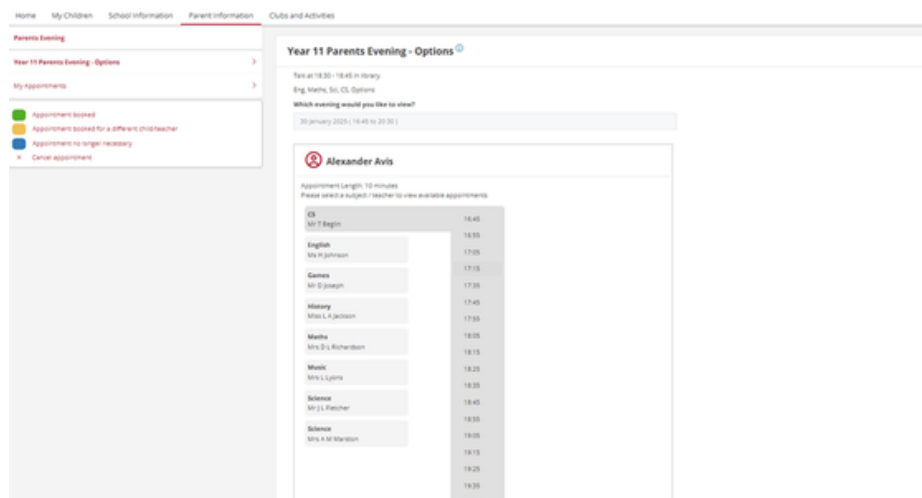 Home My Children School Information Parent Information Clubs and Activities
Parents Evening
Year 11 Parents Evening - Options
My Appointments
Appointment booked
Appointment booked for a different child/teacher
Appointment no longer necessary
× Cancel appointment
Year 11 Parents Evening - Options
Talk at 18:30 - 18:45 in library.
Eng, Maths, Sci, CS, Options
Which evening would you like to view?
30 January 2025 ( 16:45 to 20:30 )
Alexander Avis
Appointment Length: 10 minutes
Please select a subject / teacher to view available appointments
CS
Mr T Beglin
English
Ms H Johnson
Games
Mr D Joseph
History
Miss L A Jackson
Maths
Mrs D L Richardson
Music
Mrs L Lyons
Science
Mr J L Fletcher
Science
Mrs A M Marston
16:45
16:55
17:05
17:15
17:35
17:45
17:55
18:05
18:15
18:25
18:35
18:45
18:55
19:05
19:15
19:25
19:35